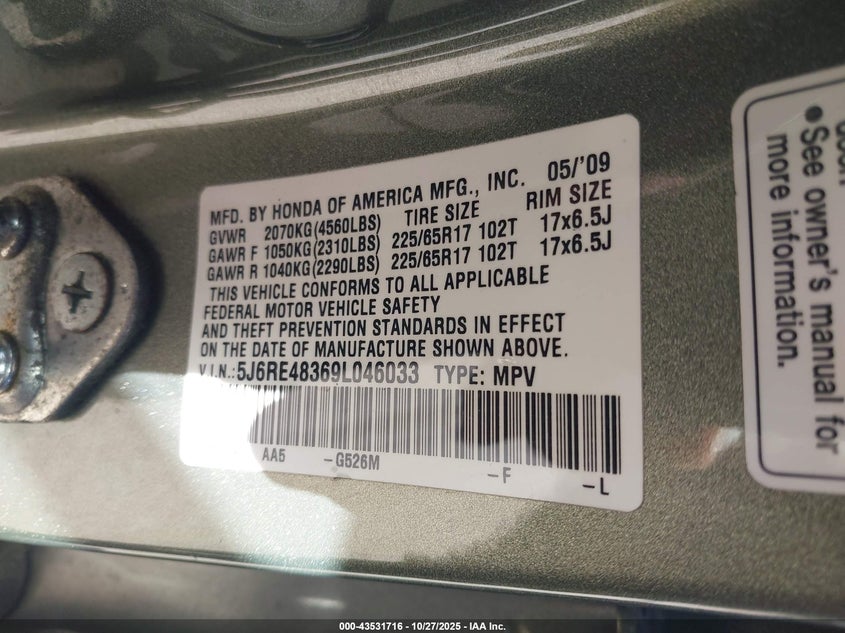 MFD. BY HONDA OF AMERICA MFG., INC. 05/'09
GVWR 2070KG(4560LBS) TIRE SIZE RIM SIZE
GAWR F 1050KG(2310LBS) 225/65R17 102T 17x6.5J
GAWR R 1040KG(2290LBS) 225/65R17 102T 17x6.5J
THIS VEHICLE CONFORMS TO ALL APPLICABLE
FEDERAL MOTOR VEHICLE SAFETY
AND THEFT PREVENTION STANDARDS IN EFFECT
ON THE DATE OF MANUFACTURE SHOWN ABOVE.
V.I.N.:5J6RE48369L046033 TYPE: MPV
AA5 -G526M -F -L
●See owner's manual for
more information.
000-43531716 - 10/27/2025 - IAA Inc.